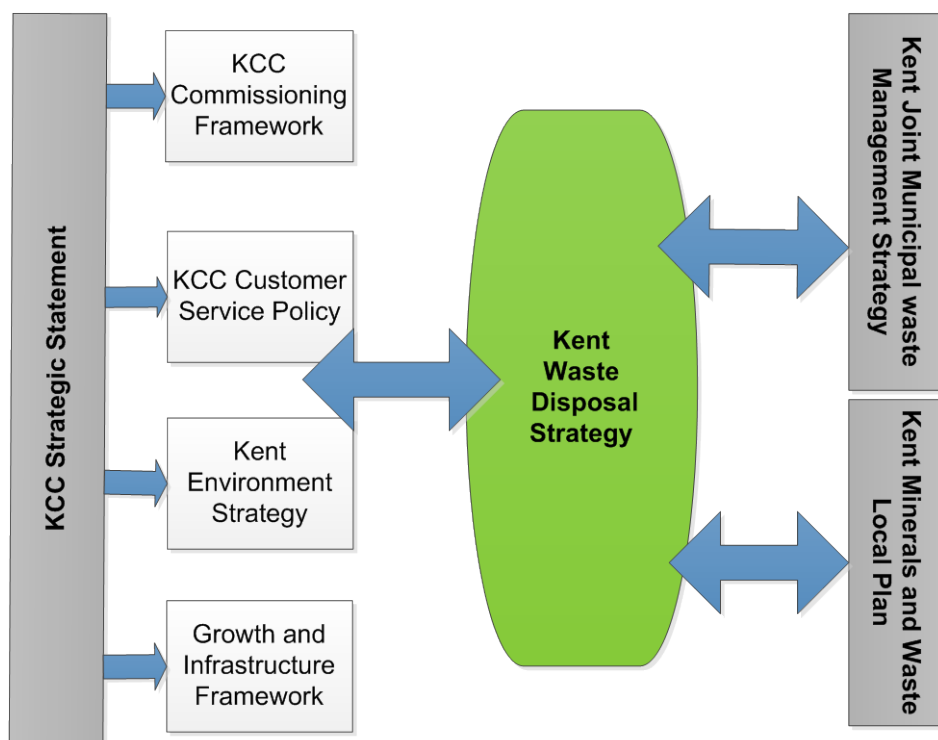 KCC Strategic Statement
KCC
Commissioning
Framework
KCC Customer
Service Policy
Kent
Environment
Strategy
Growth and
Infrastructure
Framework
Kent
Waste
Disposal
Strategy
Kent Joint Municipal waste
Management Strategy
Kent Minerals and Waste
Local Plan